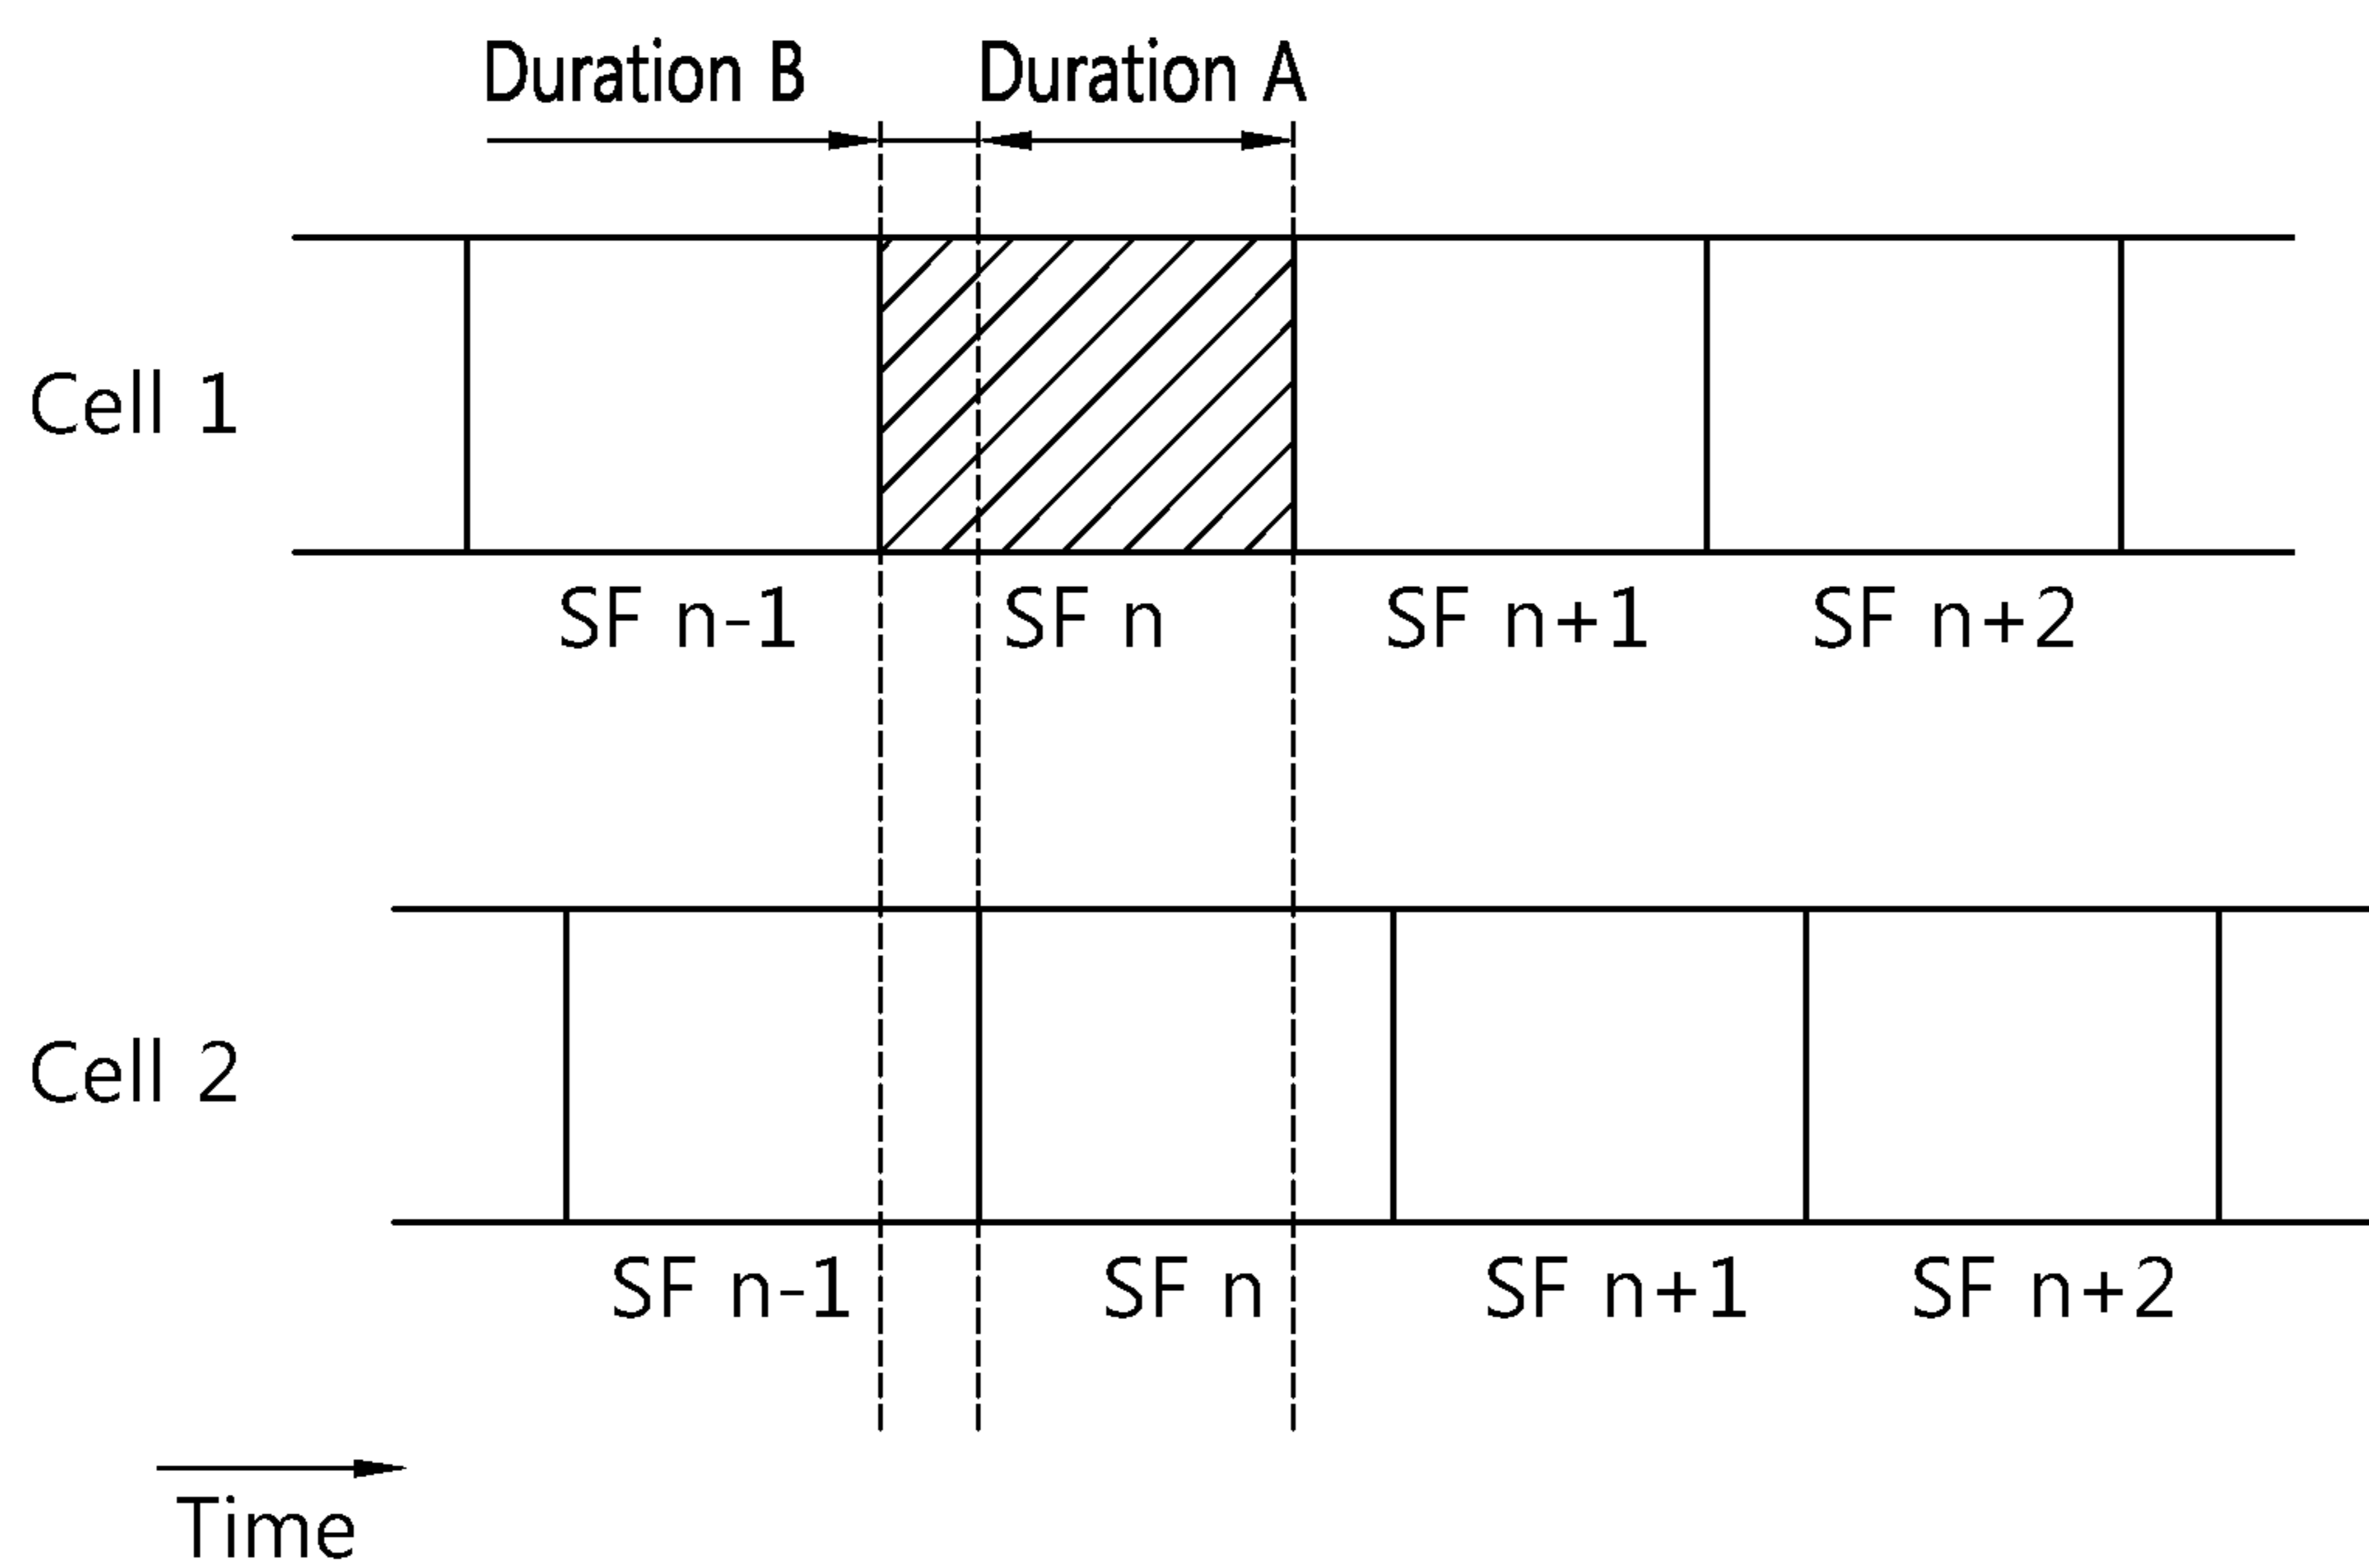 Duration B Duration A
Cell 1
SF n-1 SF n SF n+1 SF n+2
Cell 2
SF n-1 SF n SF n+1 SF n+2
Time